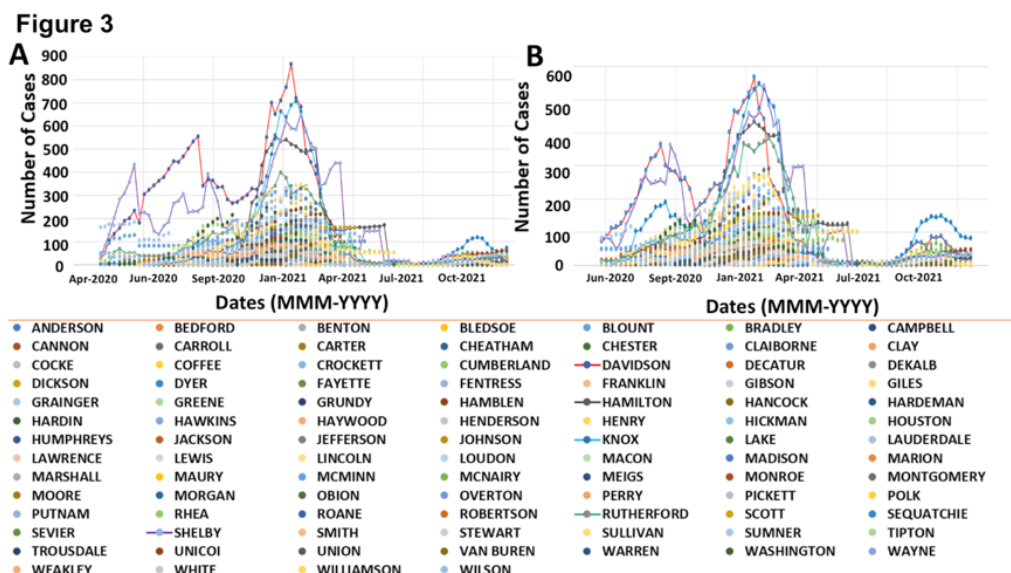 Figure 3
A
B
900
800
700
600
500
400
300
200
100
0
Number of Cases
Apr-2020 Jun-2020 Sept-2020 Jan-2021 Apr-2021 Jul-2021 Oct-2021
Dates (MMM-YYYY)
600
500
400
300
200
100
0
Number of Cases
Jun-2020 Sept-2020 Jan-2021 Apr-2021 Jul-2021 Oct-2021
Dates (MMM-YYYY)
ANDERSON BEDFORD BENTON BLEDSOE BLOUNT BRADLEY CAMPBELL
CANNON CARROLL CARTER CHEATHAM CHESTER CLAIBORNE CLAY
COCKE COFFEE CROCKETT CUMBERLAND DAVIDSON DECATUR DEKALB
DICKSON DYER FAYETTE FENTRESS FRANKLIN GIBSON GILES
GRAINGER GREENE GRUNDY HAMBLEN HAMILTON HANCOCK HARDEMAN
HARDIN HAWKINS HAYWOOD HENDERSON HENRY HICKMAN HOUSTON
HUMPHREYS JACKSON JEFFERSON JOHNSON KNOX LAKE LAUDERDALE
LAWRENCE LEWIS LINCOLN LOUDON MACON MADISON MARION
MARSHALL MAURY MCMINN MCNAIRY MEIGS MONROE MONTGOMERY
MOORE MORGAN OBION OVERTON PERRY PICKETT POLK
PUTNAM RHEA ROANE ROBERTSON RUTHERFORD SCOTT SEQUATCHIE
SEVIER SHELBY SMITH STEWART SULLIVAN SUMNER TIPTON
TROUSDALE UNICOI UNION VAN BUREN WARREN WASHINGTON WAYNE
WEAKLEY WHITE WILLIAMSON WILSON